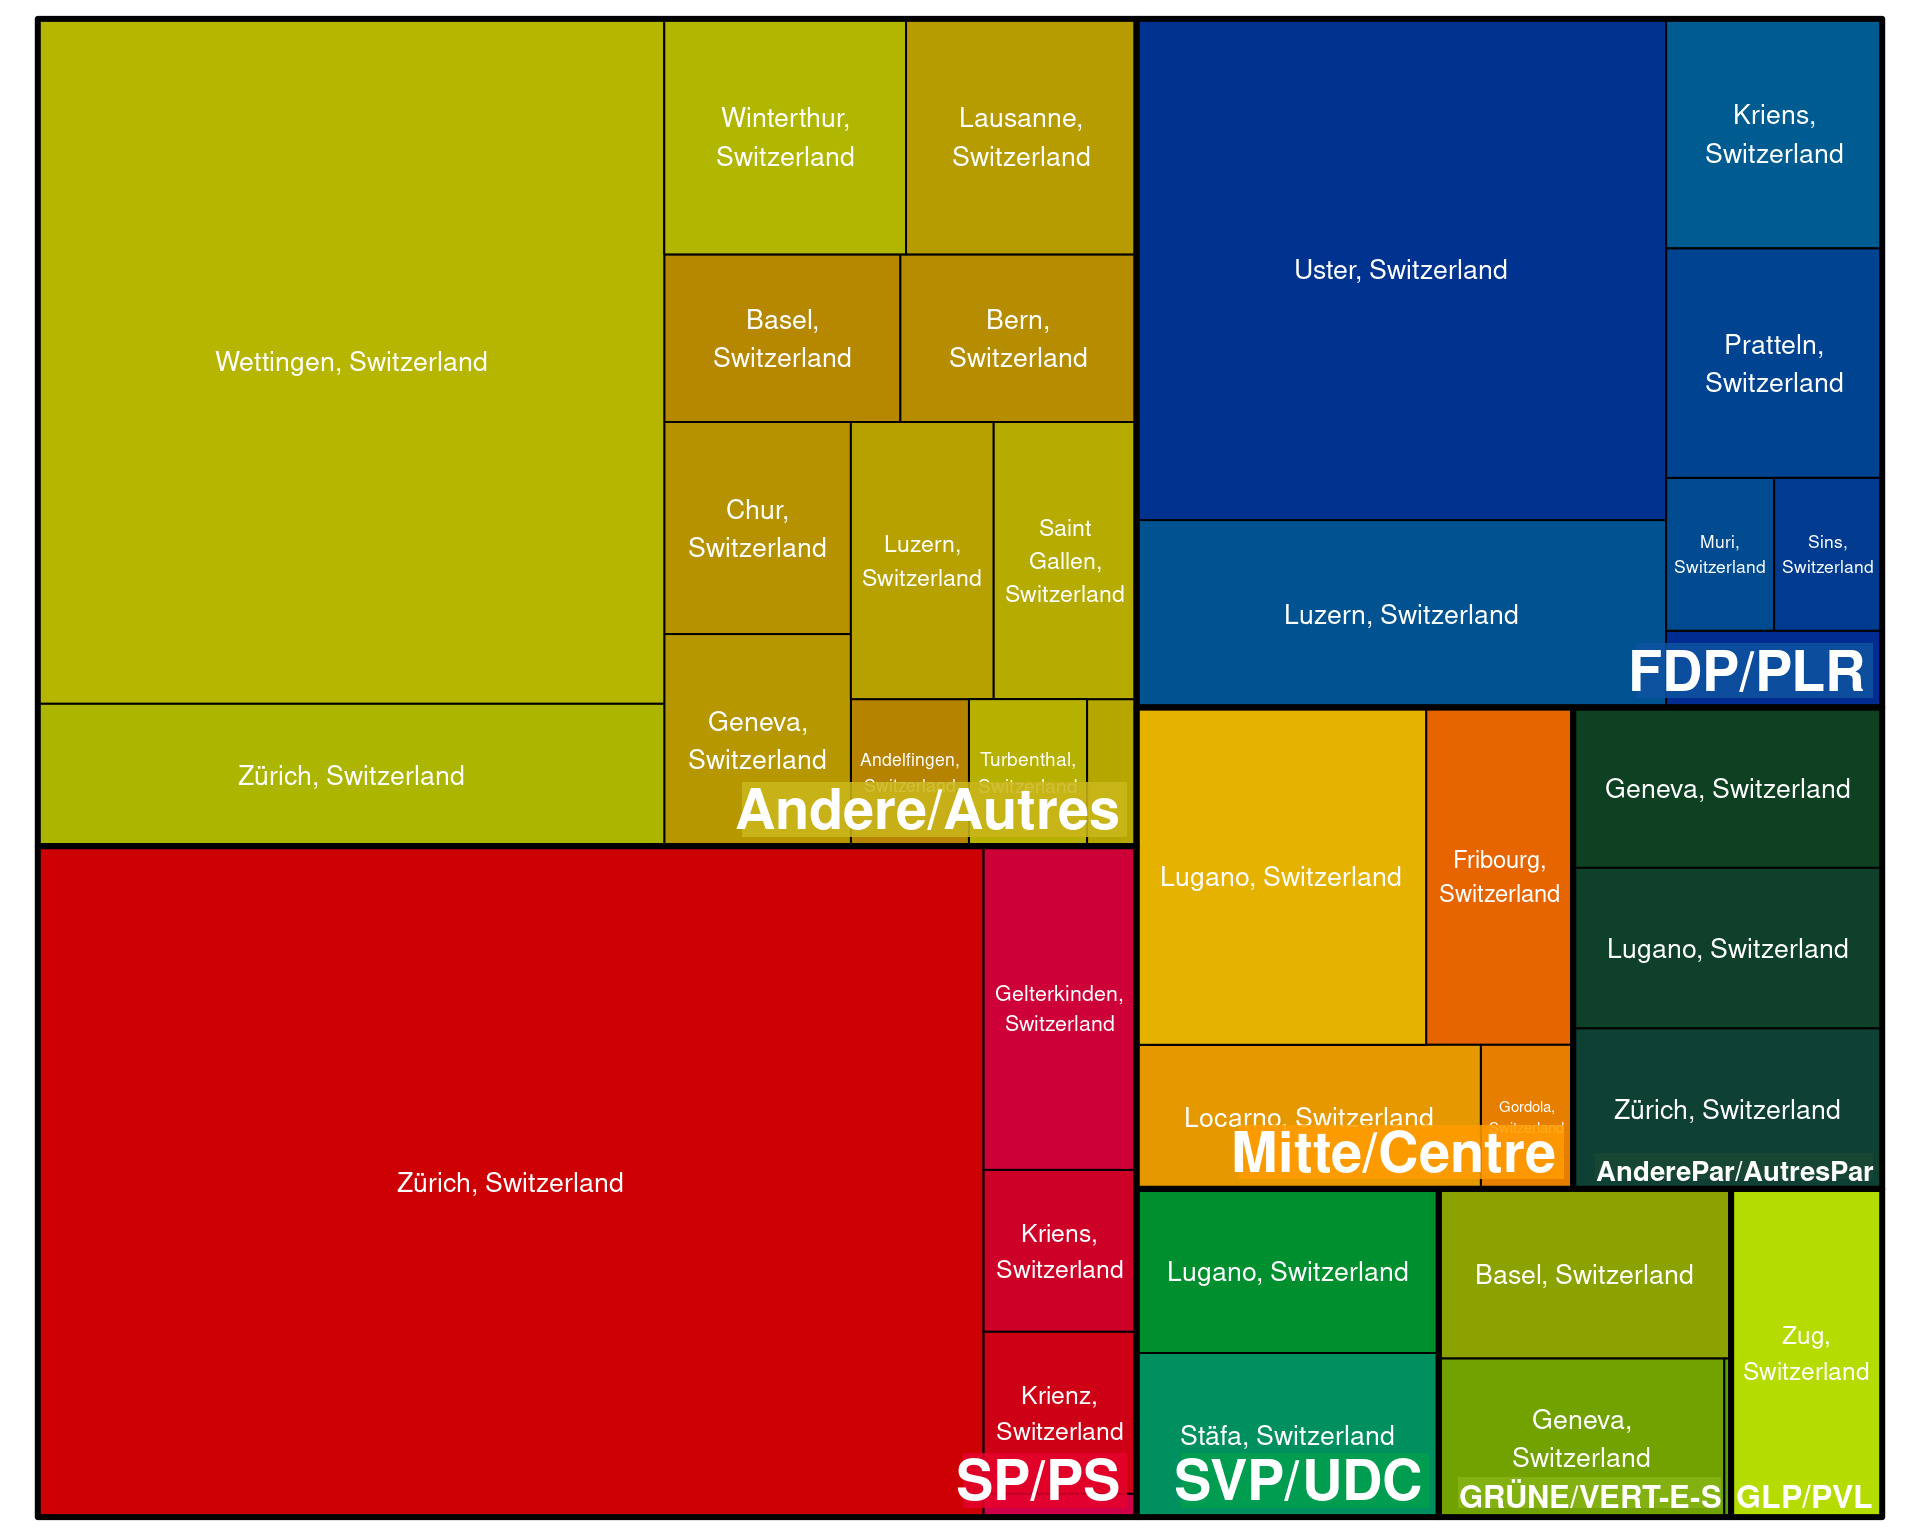 Wettingen, Switzerland
Zürich, Switzerland
Winterthur,
Switzerland
Lausanne,
Switzerland
Basel,
Switzerland
Bern,
Switzerland
Chur,
Switzerland
Luzern,
Switzerland
Saint
Gallen,
Switzerland
Geneva,
Switzerland
Andelfingen,
Switzerland
Turbenthal,
Switzerland
Andere/Autres
Uster, Switzerland
Kriens,
Switzerland
Pratteln,
Switzerland
Muri,
Switzerland
Sins,
Switzerland
Luzern, Switzerland
FDP/PLR
Zürich, Switzerland
Gelterkinden,
Switzerland
Kriens,
Switzerland
Krienz,
Switzerland
SP/PS
Lugano, Switzerland
Fribourg,
Switzerland
Locarno, Switzerland
Gordola,
Switzerland
Mitte/Centre
Geneva, Switzerland
Lugano, Switzerland
Zürich, Switzerland
AnderePar/AutresPar
Lugano, Switzerland
Stäfa, Switzerland
SVP/UDC
Basel, Switzerland
Geneva,
Switzerland
GRÜNE/VERT-E-S
Zug,
Switzerland
GLP/PVL